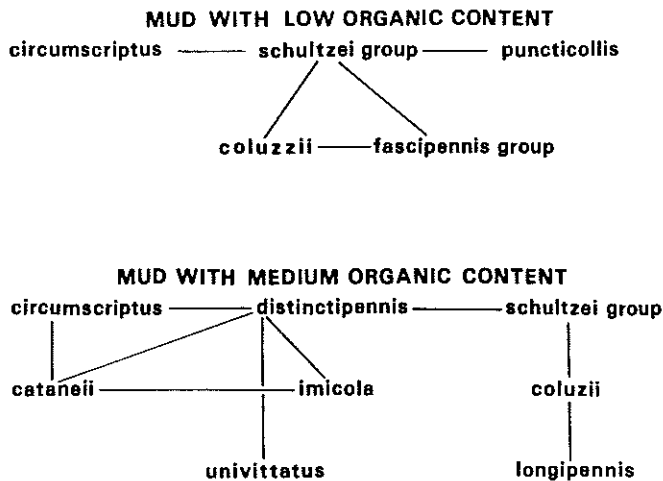 MUD WITH LOW ORGANIC CONTENT
circumscriptus schultzei group puncticollis
coluzzii fascipennis group
MUD WITH MEDIUM ORGANIC CONTENT
circumscriptus distinctipennis schultzei group
cataneii imicola coluzii
univittatus longipennis